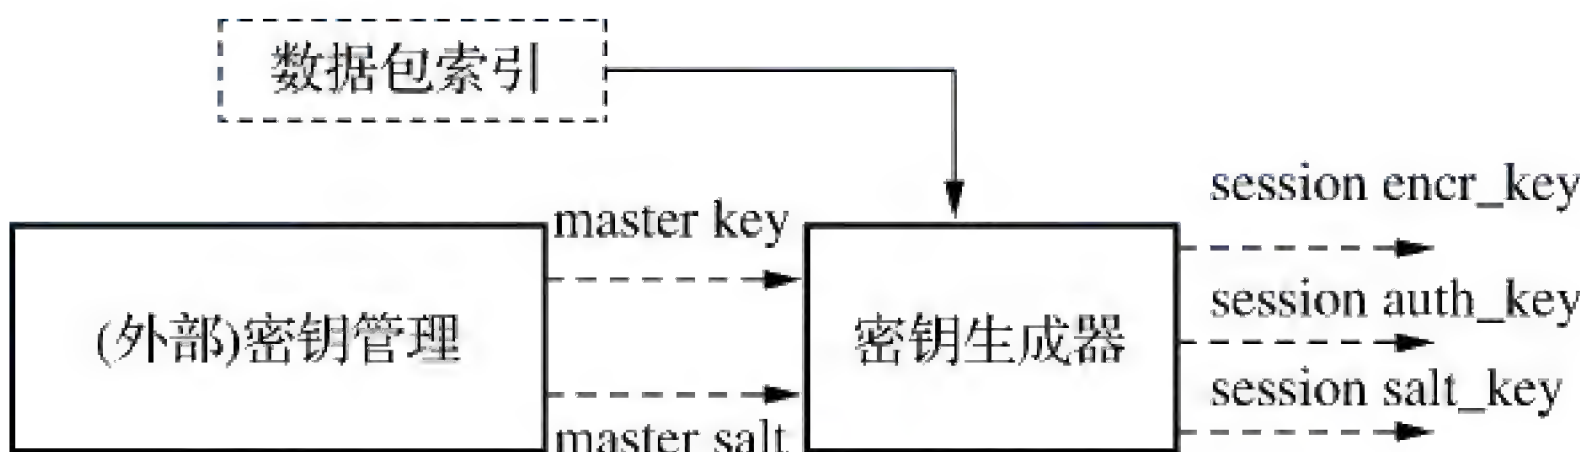 数据包索引
session encr_key
master key
session auth_key
(外部)密钥管理
密钥生成器
session salt_key
master salt